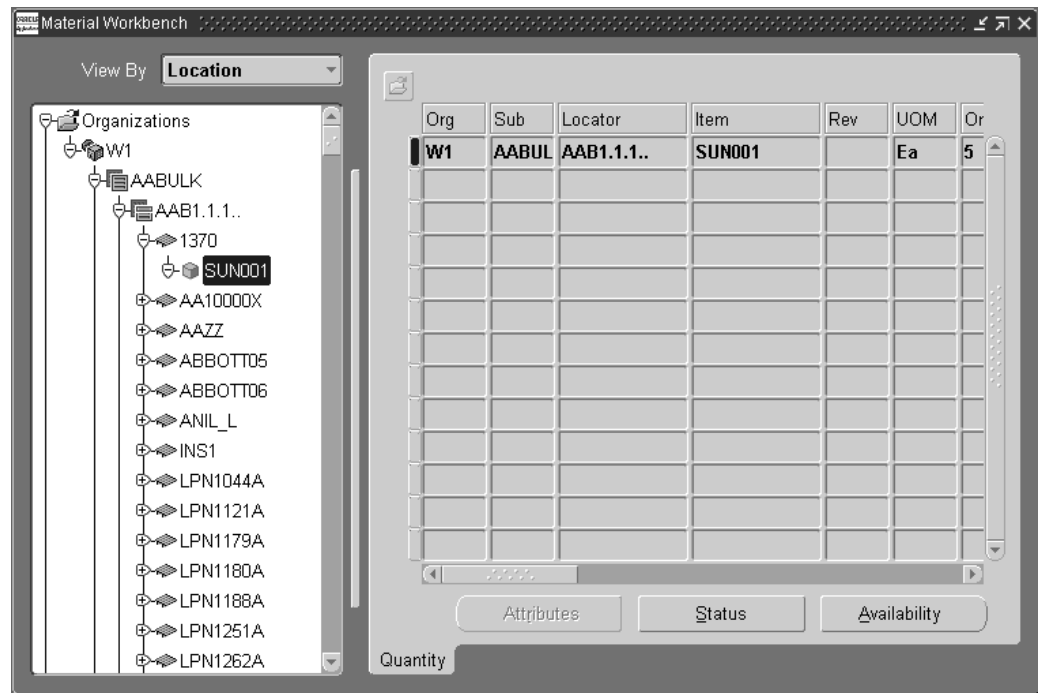 Material Workbench
View By Location
Organizations
W1
AABULK
AAB1.1.1..
1370
SUN001
AA10000X
AAZZ
ABBOTT05
ABBOTT06
ANIL_L
INS1
LPN1044A
LPN1121A
LPN1179A
LPN1180A
LPN1188A
LPN1251A
LPN1262A
Org Sub Locator Item Rev UOM Or
W1 AABUL AAB1.1.1.. SUN001 Ea 5
Attributes Status Availability
Quantity